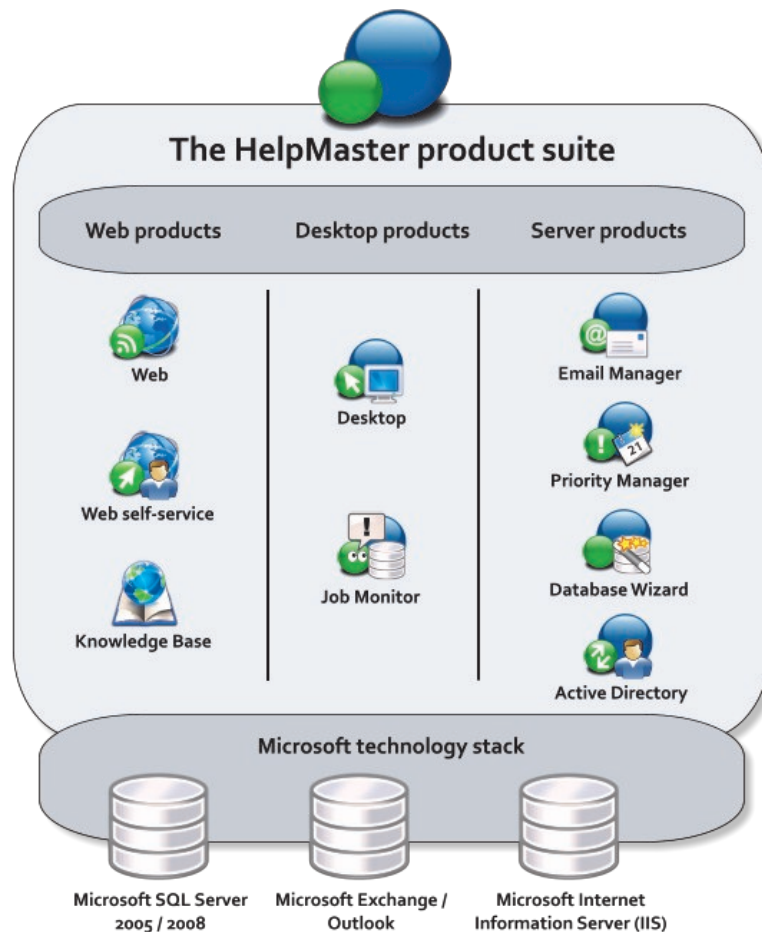 The HelpMaster product suite
Web products
Desktop products
Server products
Web
Web self-service
Knowledge Base
Desktop
!
Job Monitor
@
Email Manager
!
21
Priority Manager
Database Wizard
Active Directory
Microsoft technology stack
Microsoft SQL Server
2005 / 2008
Microsoft Exchange /
Outlook
Microsoft Internet
Information Server (IIS)